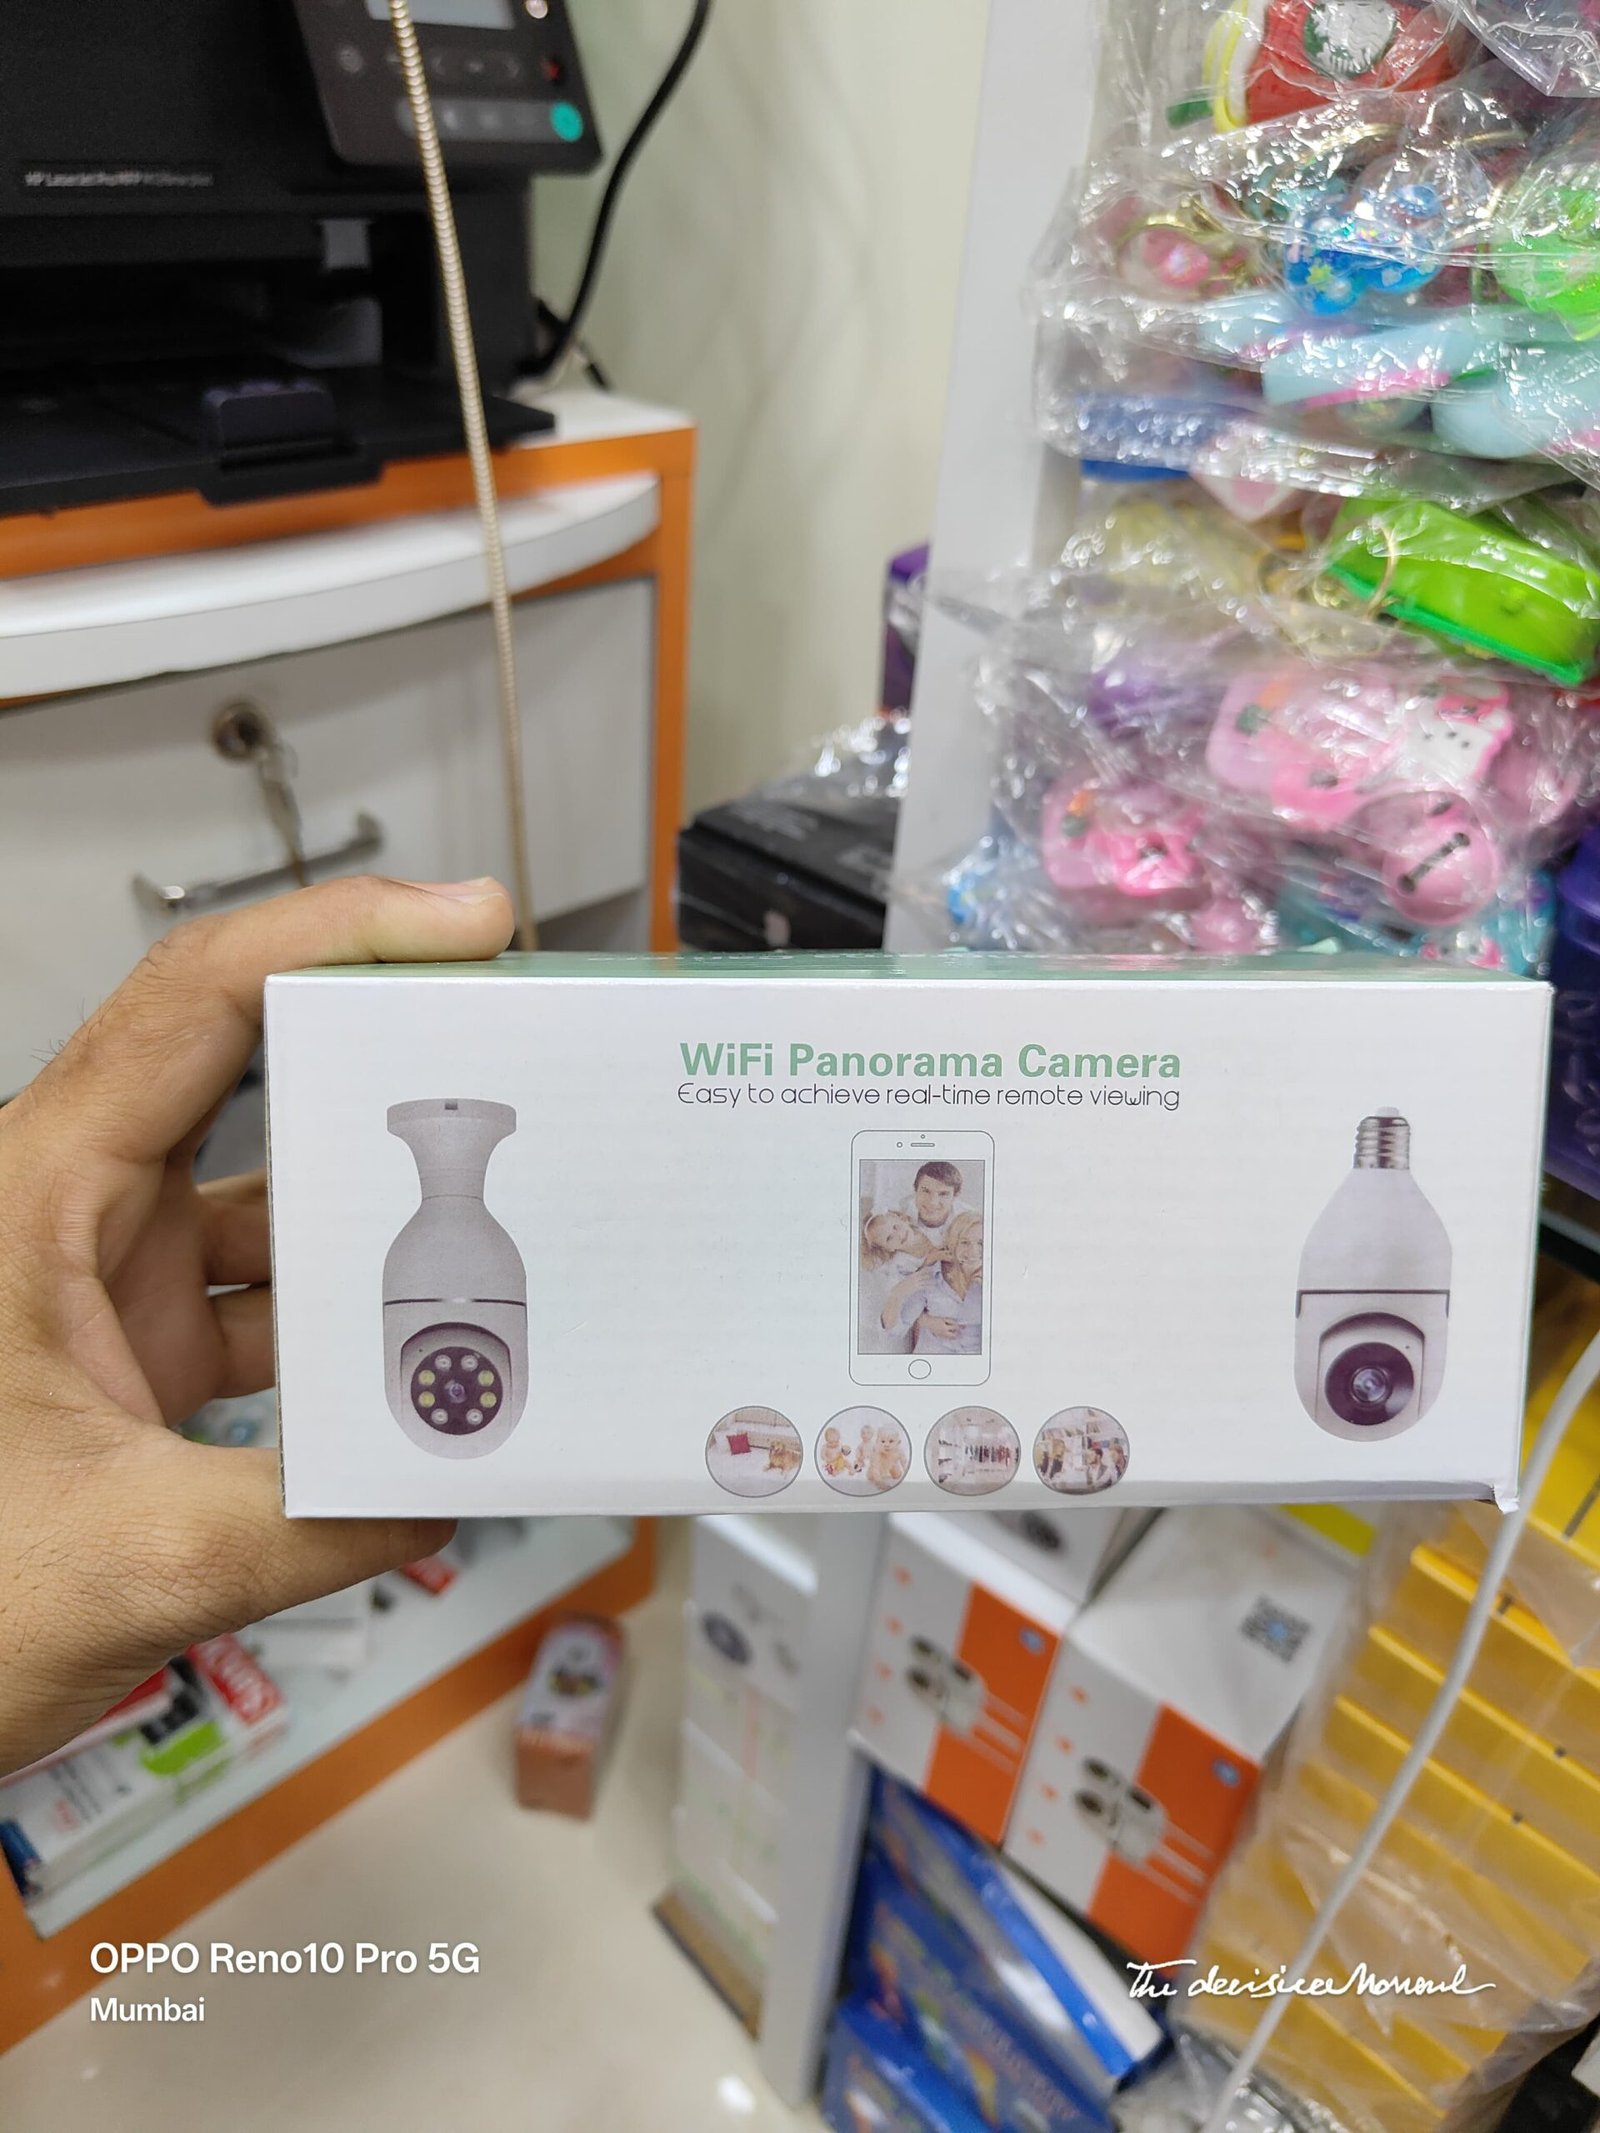 WiFi Panorama Camera
Easy to achieve real-time remote viewing
OPPO Reno10 Pro 5G
Mumbai